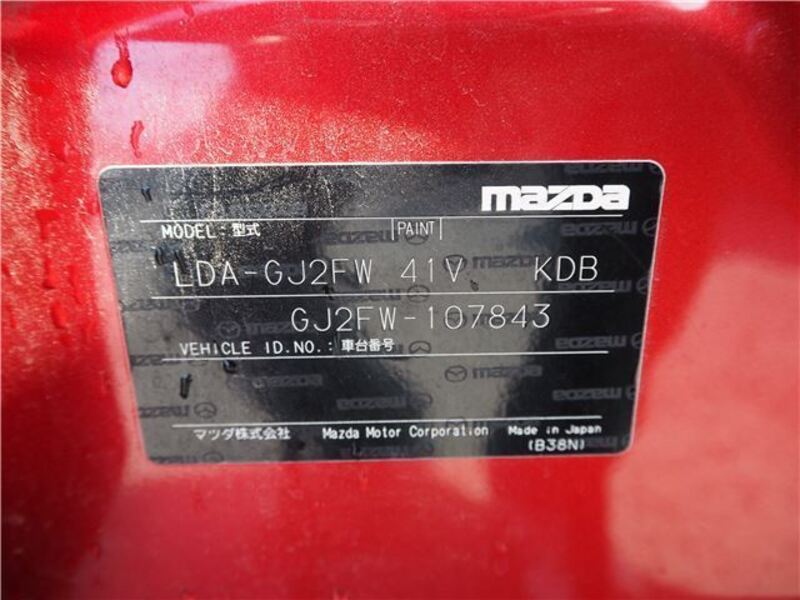 mazda
MODEL: 型式 PAINT
LDA-GJ2FW 41V KDB
GJ2FW-107843
VEHICLE ID.NO.: 車台番号
マツダ株式会社 Mazda Motor Corporation Made in Japan
(B38N)